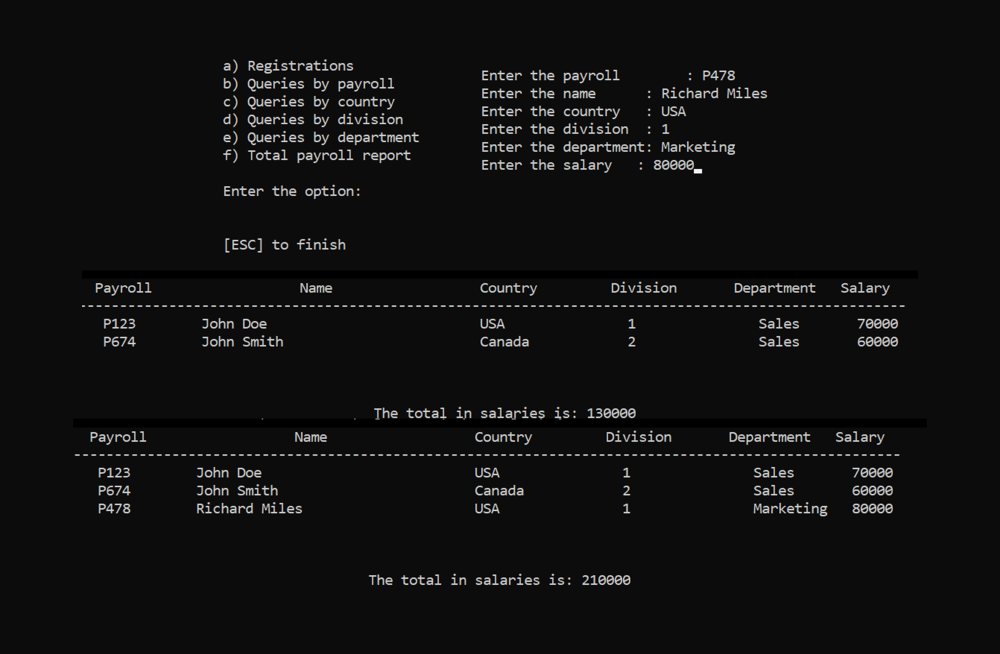 a) Registrations
b) Queries by payroll
c) Queries by country
d) Queries by division
e) Queries by department
f) Total payroll report
Enter the option:
[ESC] to finish
Enter the payroll : P478
Enter the name : Richard Miles
Enter the country : USA
Enter the division : 1
Enter the department: Marketing
Enter the salary : 80000
Payroll Name Country Division Department Salary
P123 John Doe USA 1 Sales 70000
P674 John Smith Canada 2 Sales 60000
The total in salaries is: 130000
Payroll Name Country Division Department Salary
P123 John Doe USA 1 Sales 70000
P674 John Smith Canada 2 Sales 60000
P478 Richard Miles USA 1 Marketing 80000
The total in salaries is: 210000